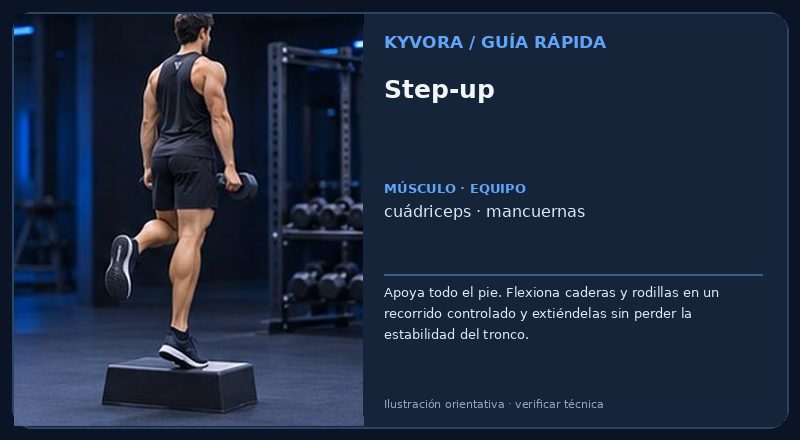 KYVORA / GUÍA RÁPIDA
Step-up
MÚSCULO · EQUIPO
cuádriceps · mancuernas
Apoya todo el pie. Flexiona caderas y rodillas en un
recorrido controlado y extiéndelas sin perder la
estabilidad del tronco.
Ilustración orientativa · verificar técnica